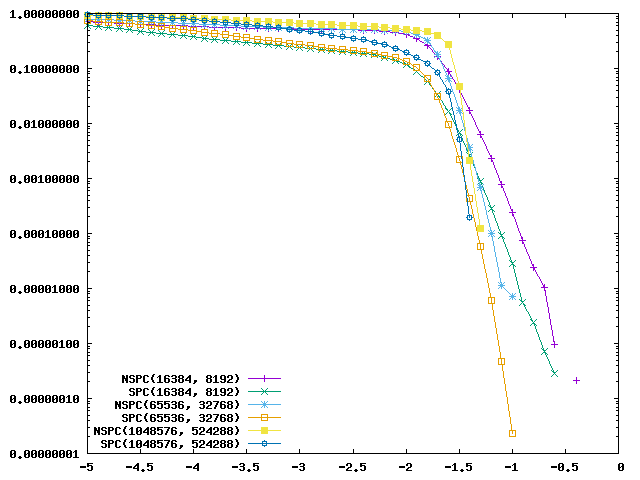 1.00000000
0.10000000
0.01000000
0.00100000
0.00010000
0.00001000
0.00000100
0.00000010
0.00000001
NSPC(16384, 8192)
SPC(16384, 8192)
NSPC(65536, 32768)
SPC(65536, 32768)
NSPC(1048576, 524288)
SPC(1048576, 524288)
-5 -4.5 -4 -3.5 -3 -2.5 -2 -1.5 -1 -0.5 0